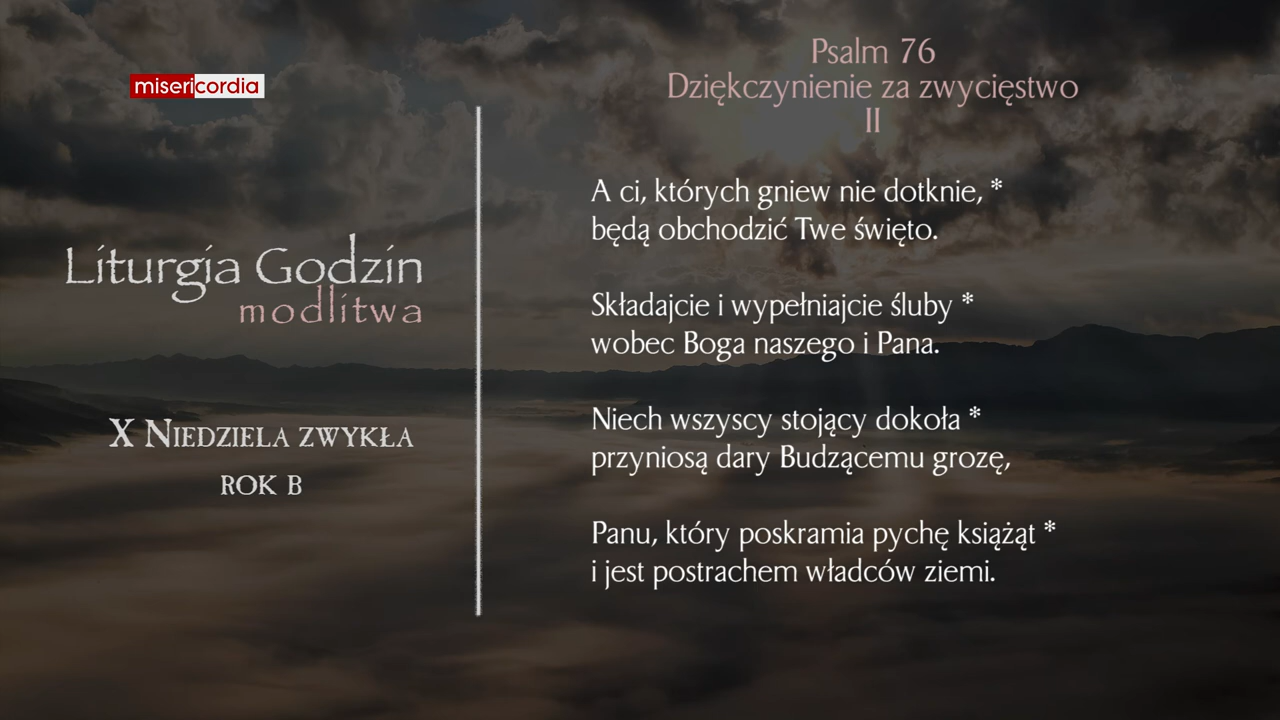 misericordia
Liturgia Godzin
modlitwa
X Niedziela zwykła
rok B
Psalm 76
Dziękczynienie za zwycięstwo
II
A ci, których gniew nie dotknie, *
będą obchodzić Twe święto.
Składajcie i wypełniajcie śluby *
wobec Boga naszego i Pana.
Niech wszyscy stojący dokoła *
przyniosą dary Budzącemu grozę,
Panu, który poskramia pychę książąt *
i jest postrachem władców ziemi.